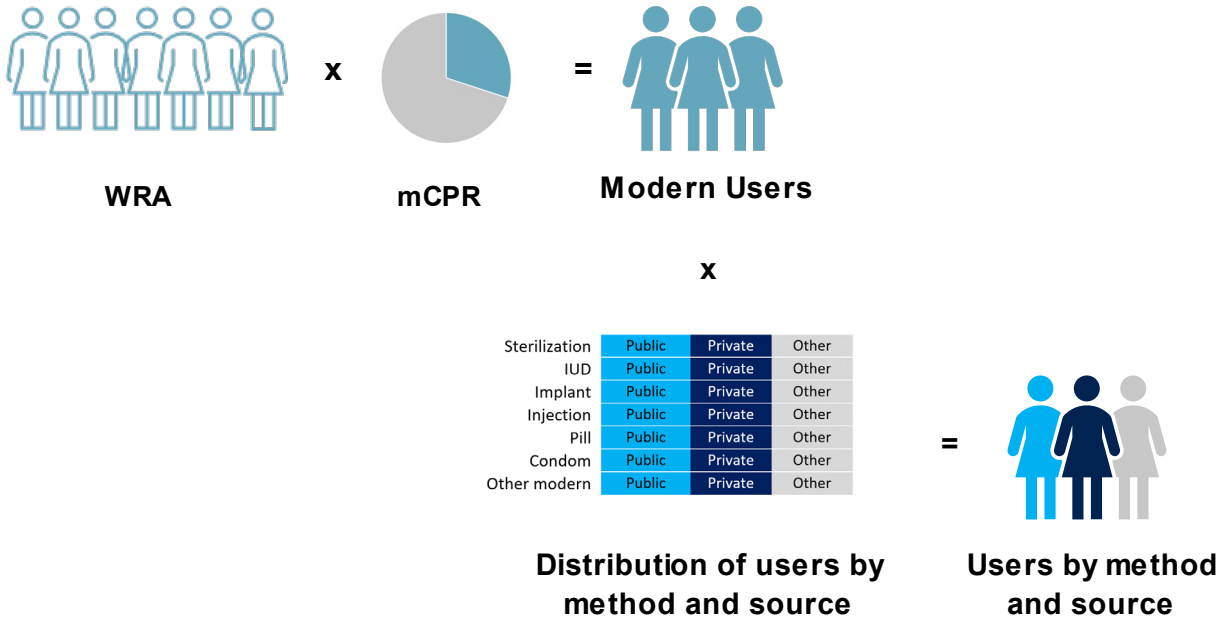 x
=
WRA
mCPR
Modern Users
x
Sterilization Public Private Other
IUD Public Private Other
Implant Public Private Other
Injection Public Private Other
Pill Public Private Other
Condom Public Private Other
Other modern Public Private Other
=
Distribution of users by
method and source
Users by method
and source